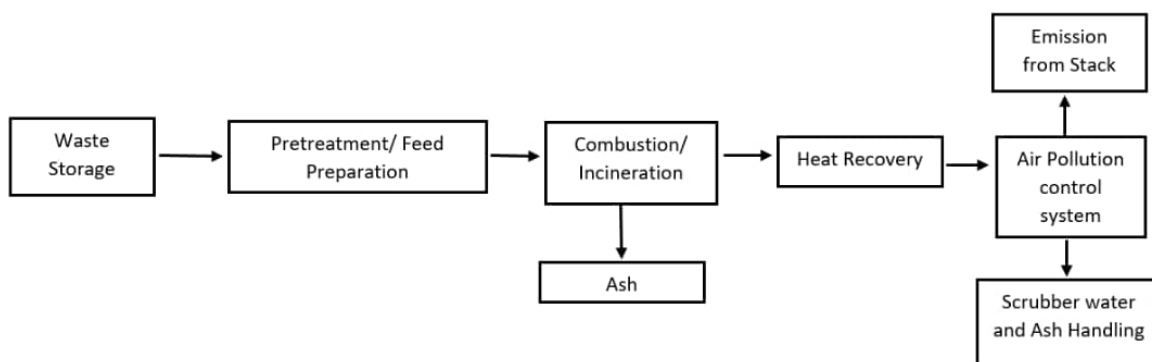 Emission
from Stack
Waste
Storage
Pretreatment/ Feed
Preparation
Combustion/
Incineration
Heat Recovery
Air Pollution
control
system
Ash
Scrubber water
and Ash Handling